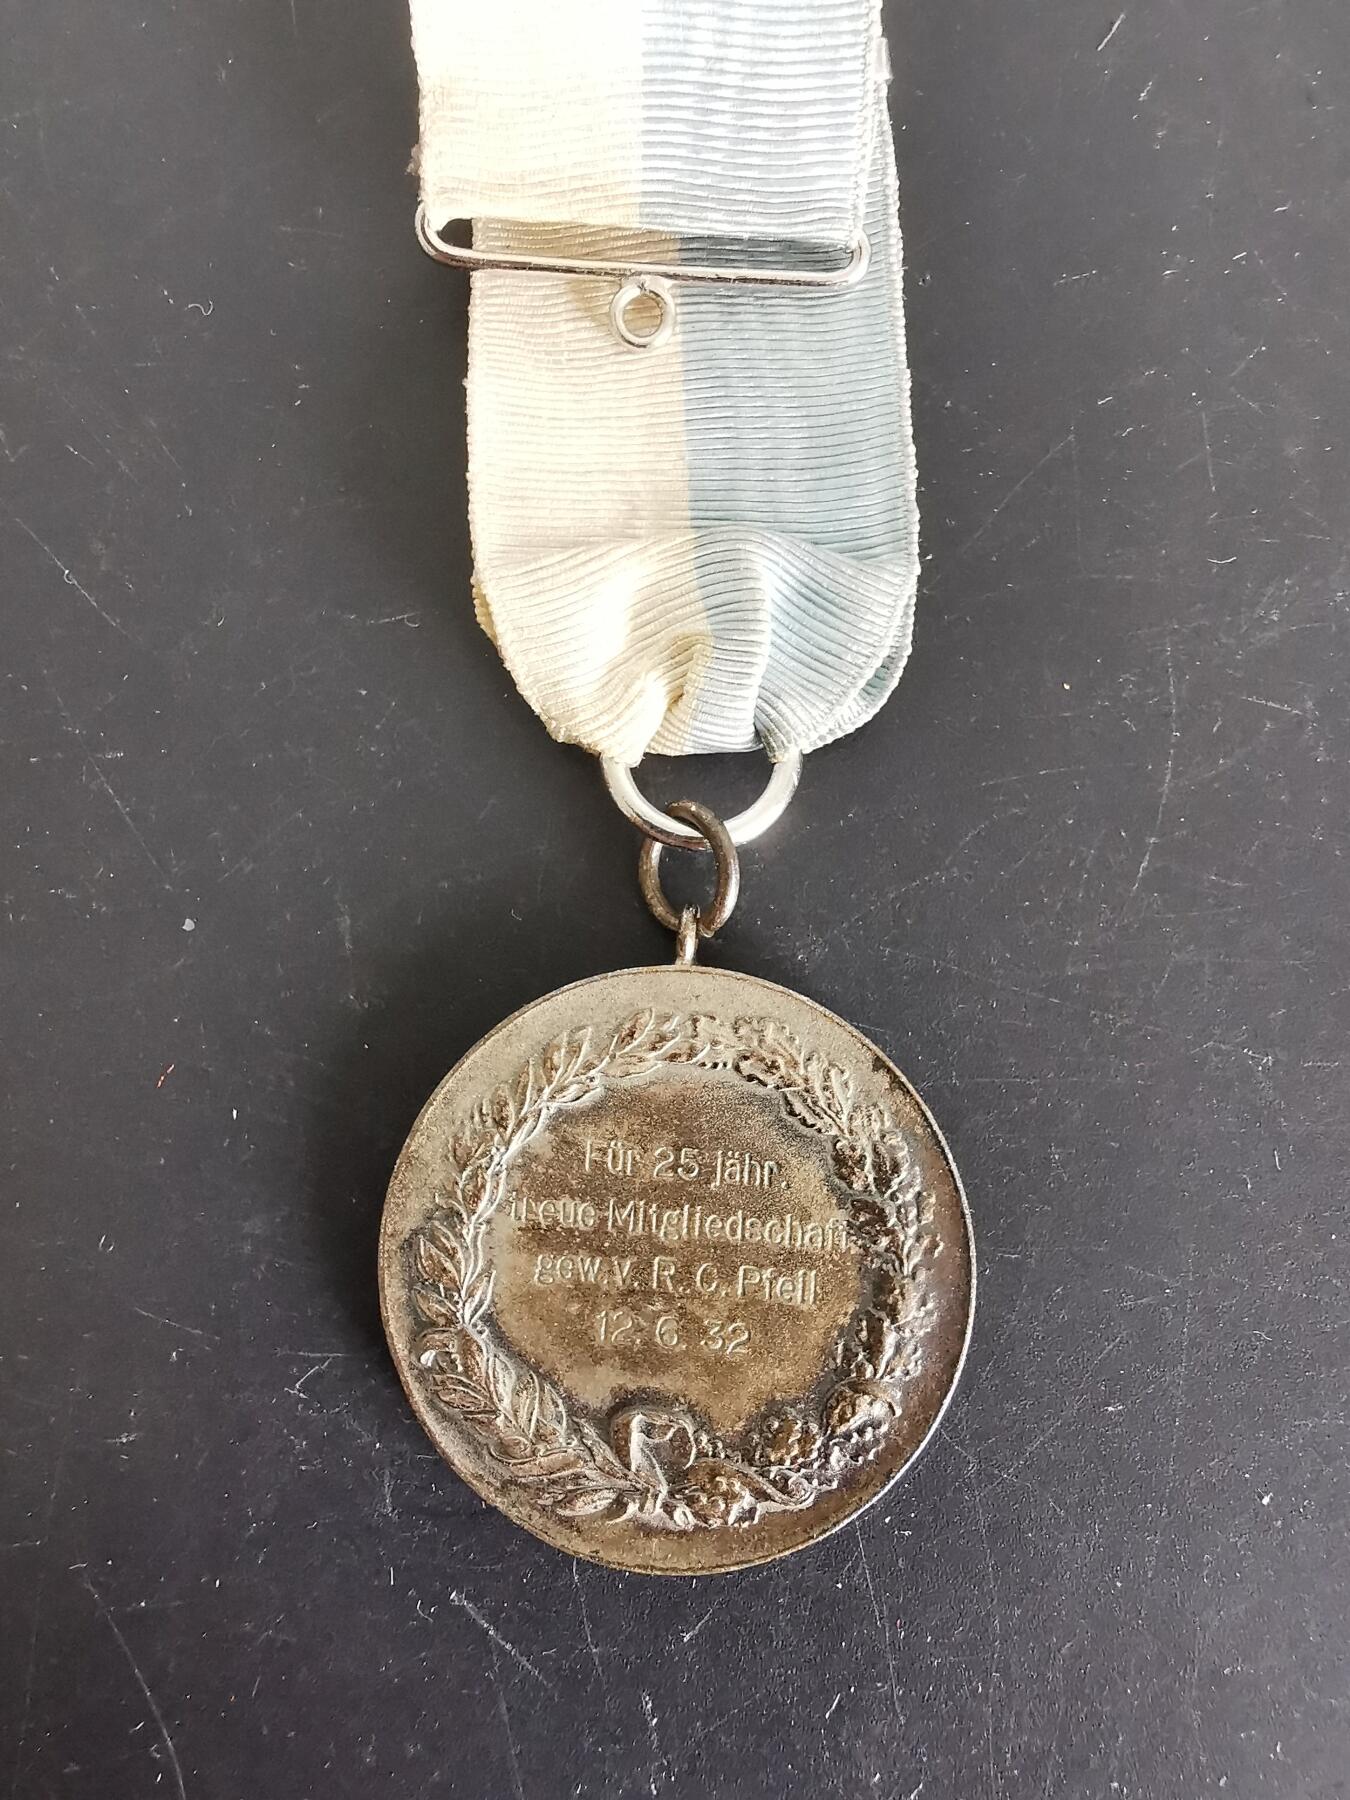 Für 25 jähr.
treue Mitgliedschaft
gew. v. R. C. Pfeil
12. 6. 32